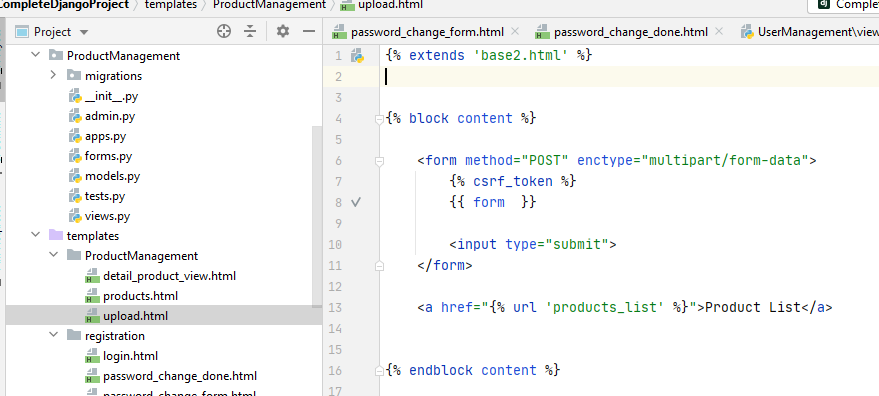 CompleteDjangoProject templates ProductManagement upload.html Comple
Project
password_change_form.html password_change_done.html UserManagement\view
ProductManagement
migrations
__init__.py
admin.py
apps.py
forms.py
models.py
tests.py
views.py
templates
ProductManagement
detail_product_view.html
products.html
upload.html
registration
login.html
password_change_done.html
password_change_form.html
1 {% extends 'base2.html' %}
2
3
4 {% block content %}
5
6 <form method="POST" enctype="multipart/form-data">
7 {% csrf_token %}
8 {{ form  }}
9
10 <input type="submit">
11 </form>
12
13 <a href="{% url 'products_list' %}">Product List</a>
14
15
16 {% endblock content %}
17